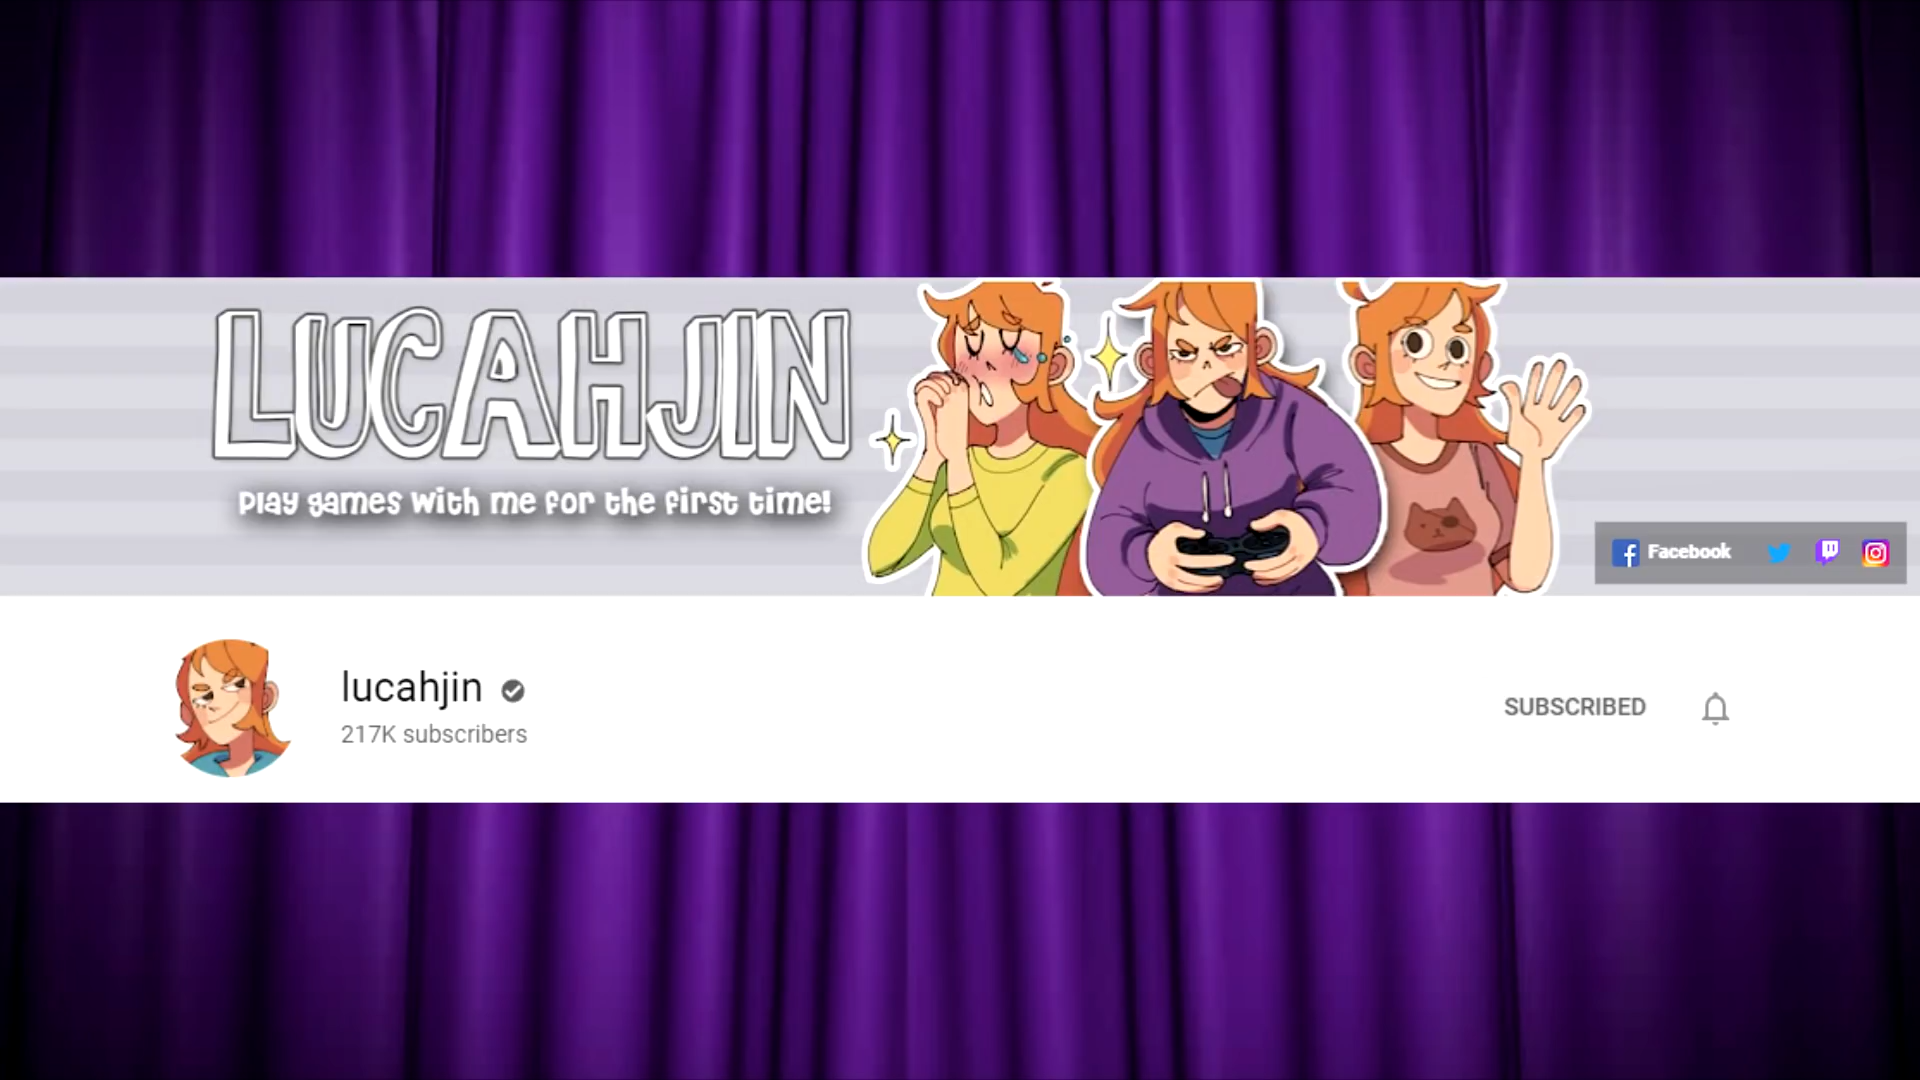 LUCAHJIN
Play games with me for the first time!
Facebook
lucahjin
217K subscribers
SUBSCRIBED